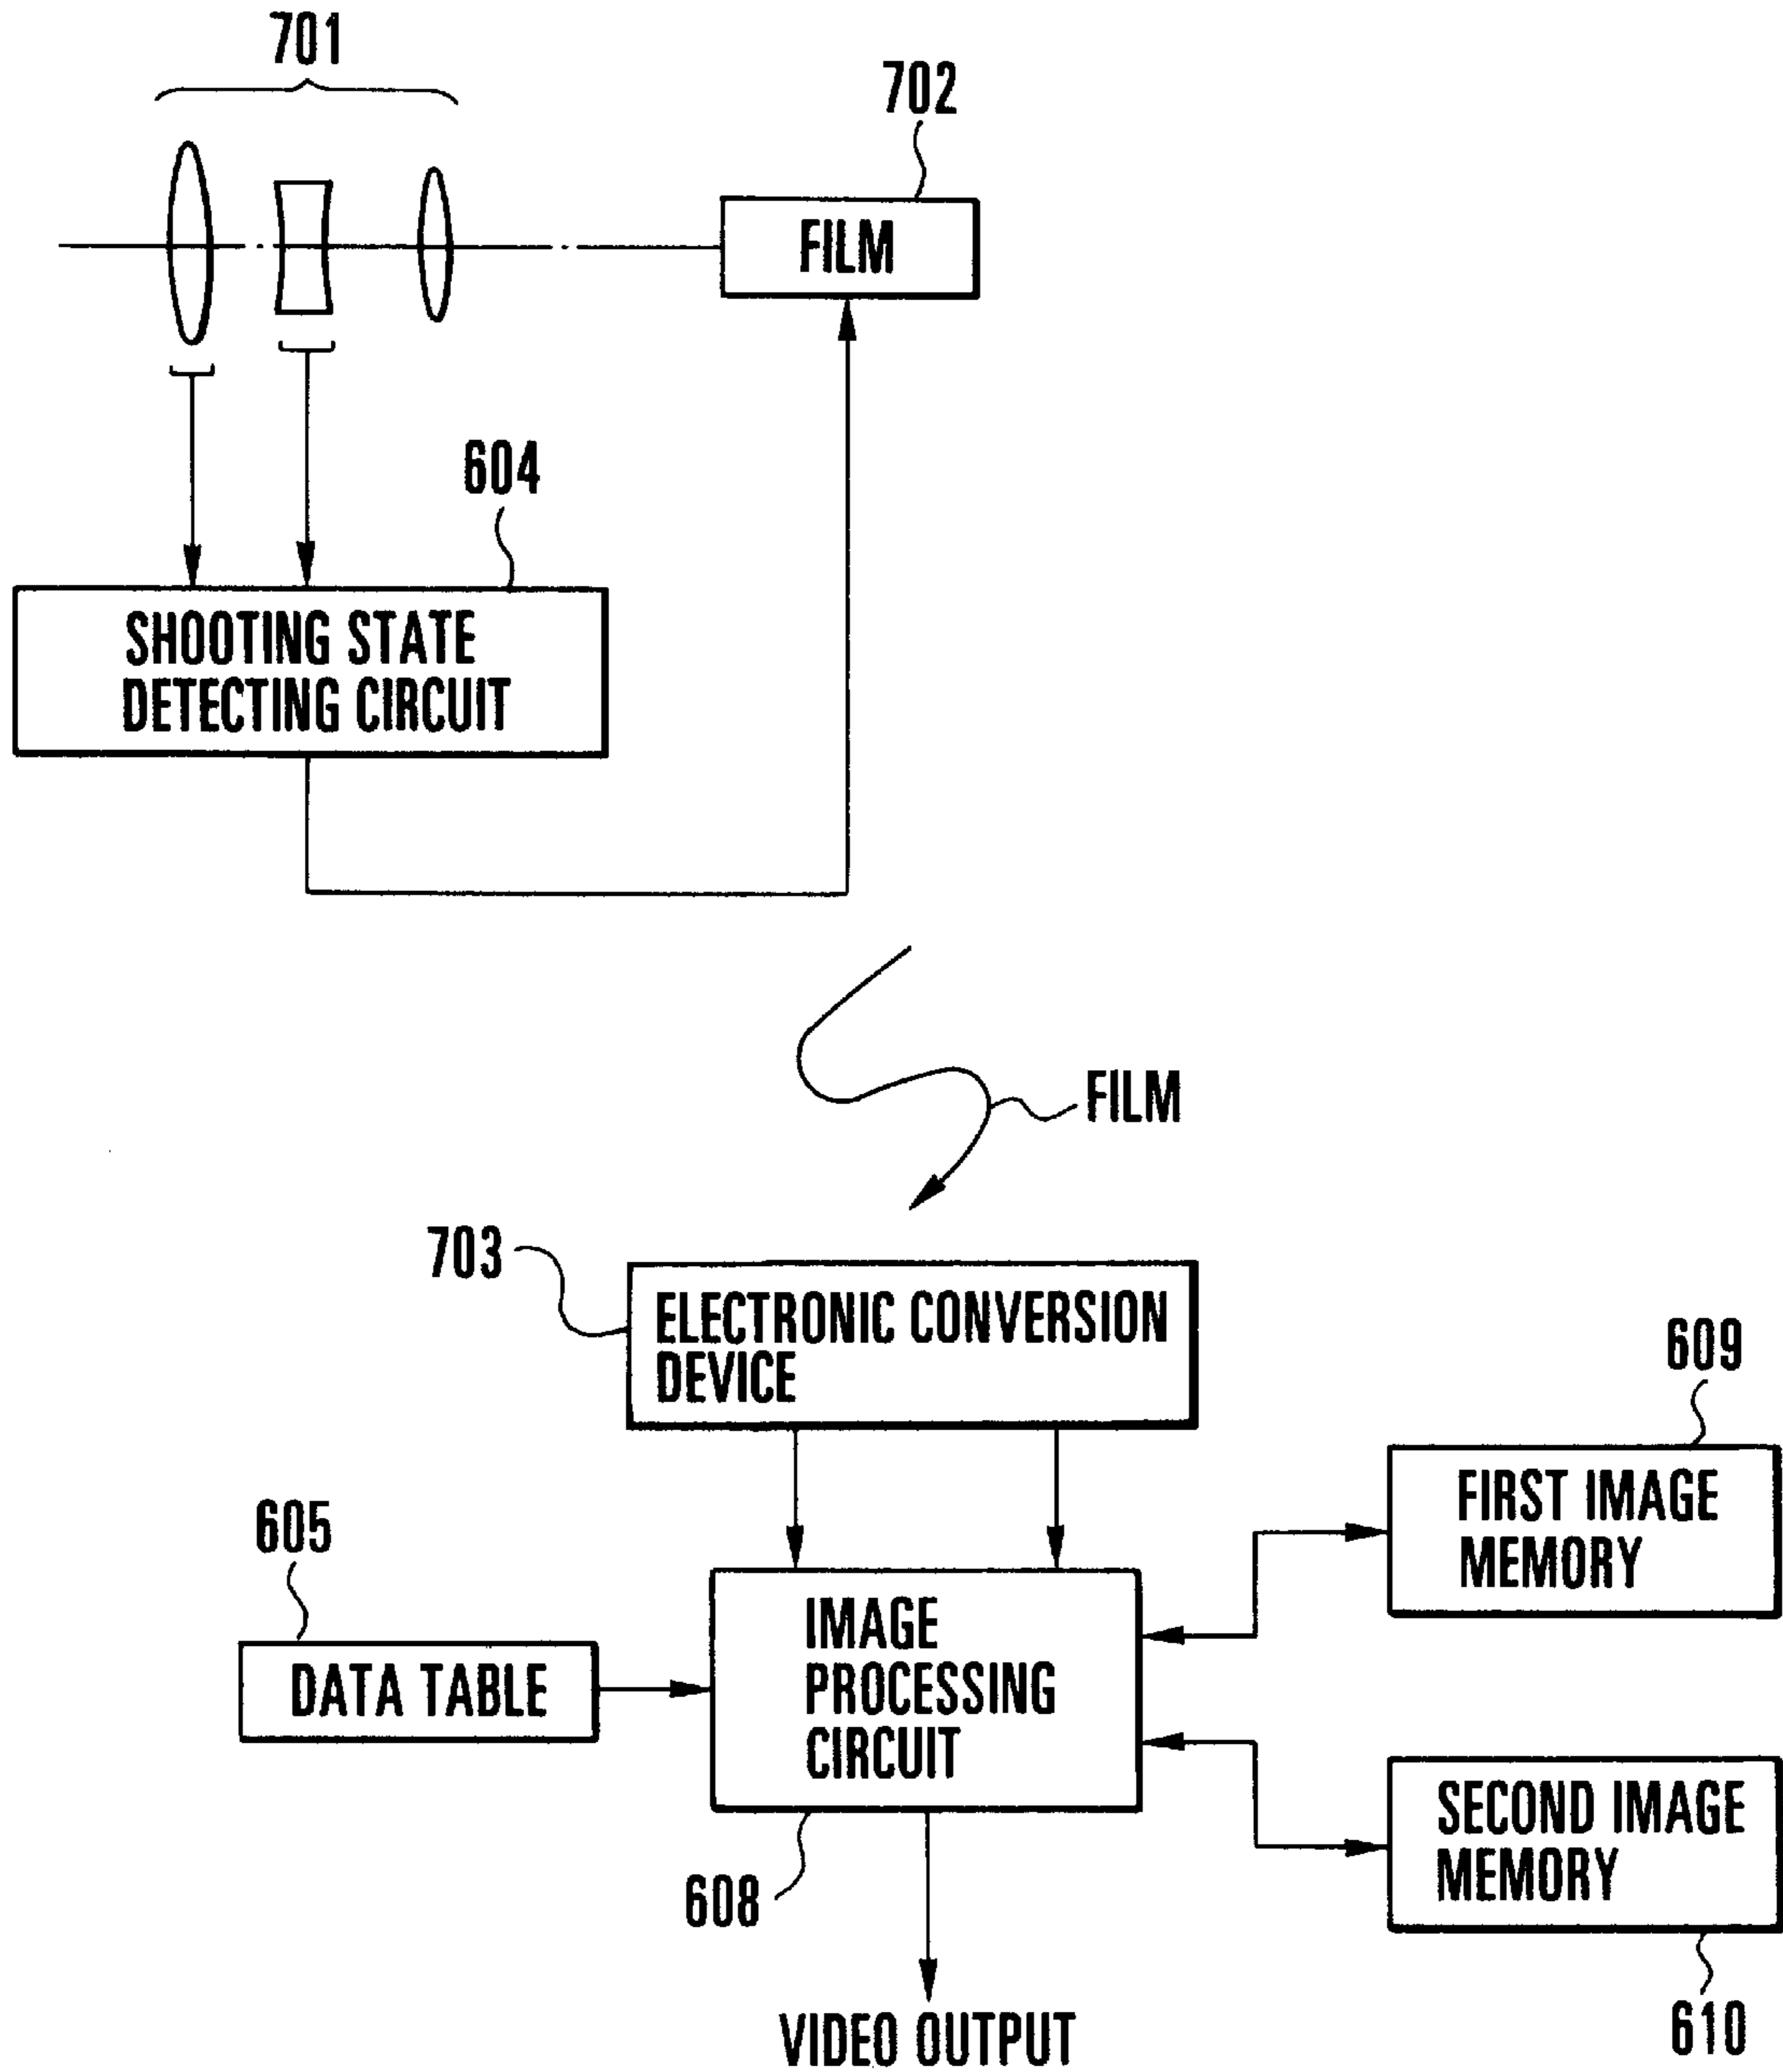 701
702
FILM
604
SHOOTING STATE
DETECTING CIRCUIT
FILM
703
ELECTRONIC CONVERSION
DEVICE
609
FIRST IMAGE
MEMORY
605
DATA TABLE
IMAGE
PROCESSING
CIRCUIT
SECOND IMAGE
MEMORY
608
610
VIDEO OUTPUT